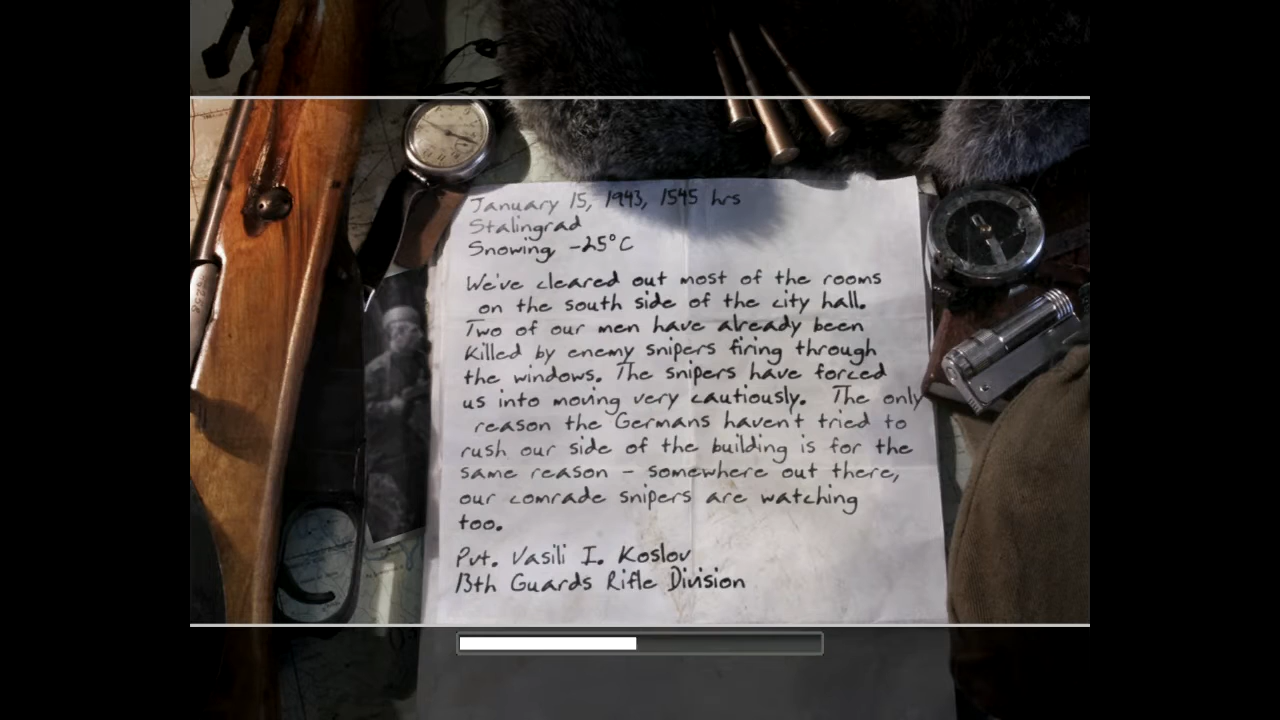 January 15, 1943, 1545 hrs
Stalingrad
Snowing, -25°C
We've cleared out most of the rooms
on the south side of the city hall.
Two of our men have already been
killed by enemy snipers firing through
the windows. The snipers have forced
us into moving very cautiously. The only
reason the Germans haven't tried to
rush our side of the building is for the
same reason - somewhere out there,
our comrade snipers are watching
too.
Pvt. Vasili I. Koslov
13th Guards Rifle Division